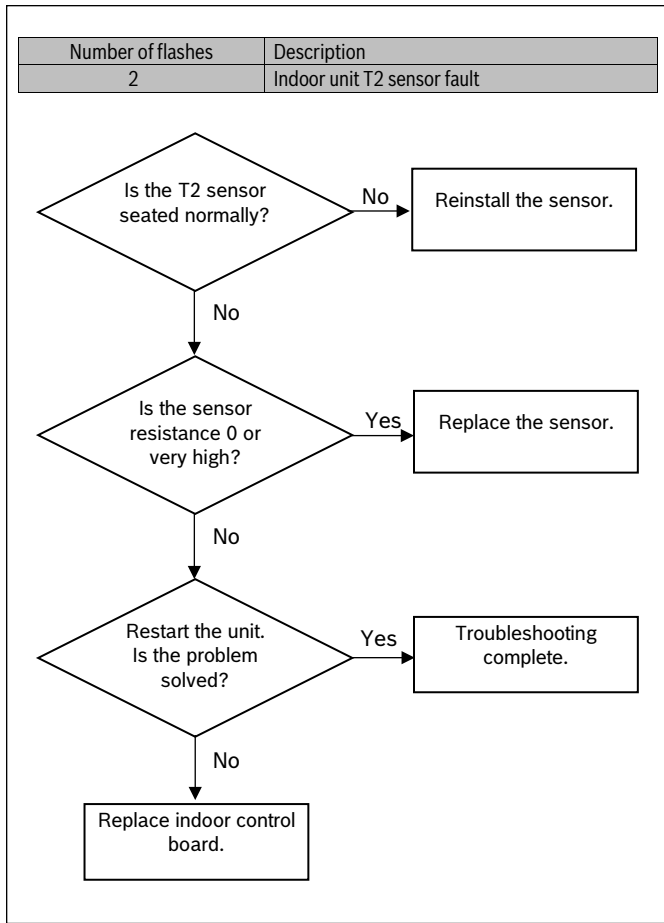 Number of flashes Description
2 Indoor unit T2 sensor fault
Is the T2 sensor
seated normally?
No
Reinstall the sensor.
No
Is the sensor
resistance 0 or
very high?
Yes
Replace the sensor.
No
Restart the unit.
Is the problem
solved?
Yes
Troubleshooting
complete.
No
Replace indoor control
board.